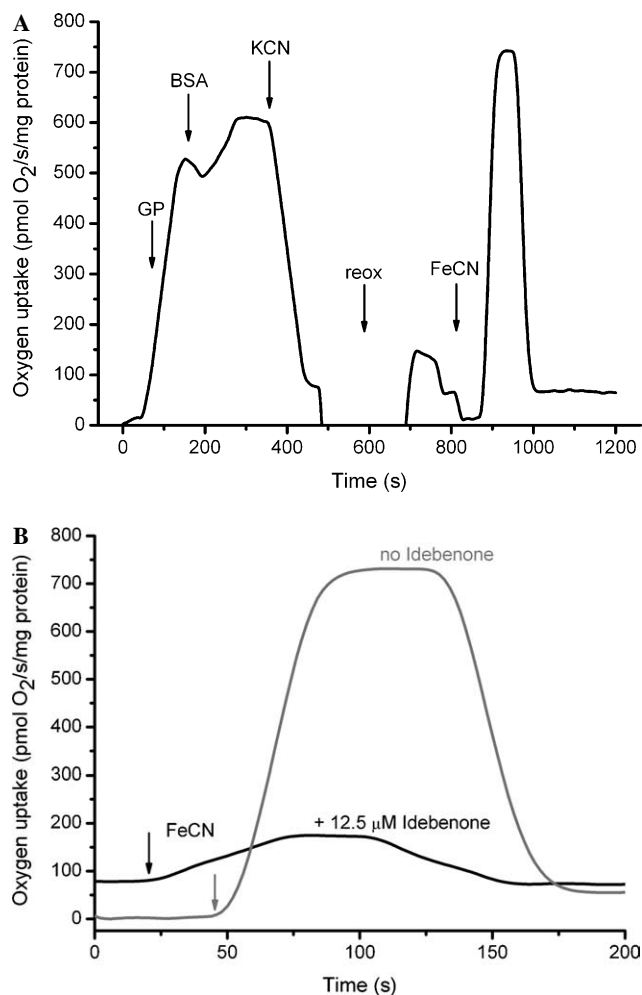 A
Oxygen uptake (pmol O₂/s/mg protein)
800
700
600
500
400
300
200
100
0
GP
BSA
KCN
reox
FeCN
0 200 400 600 800 1000 1200
Time (s)
B
Oxygen uptake (pmol O₂/s/mg protein)
800
700
600
500
400
300
200
100
0
no Idebenone
FeCN
+ 12.5 μM Idebenone
0 50 100 150 200
Time (s)